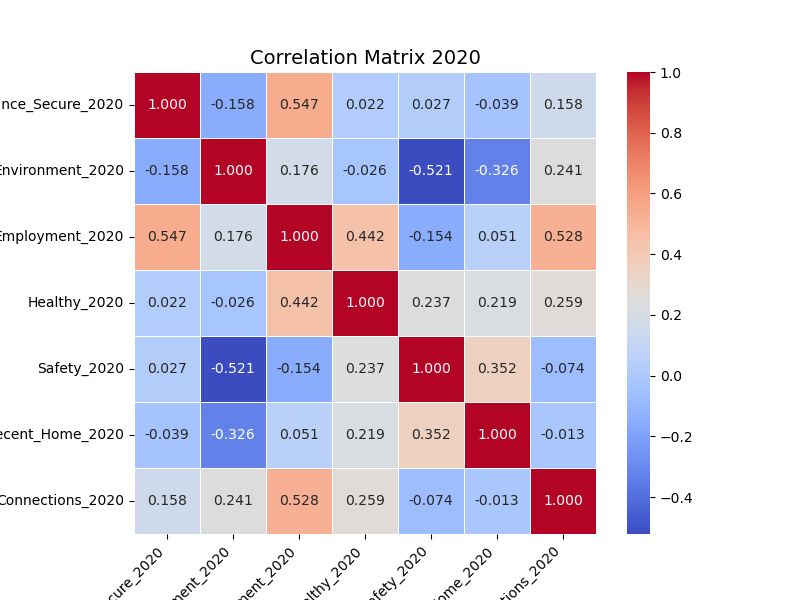 Correlation Matrix 2020
nce_Secure_2020 1.000 -0.158 0.547 0.022 0.027 -0.039 0.158
Environment_2020 -0.158 1.000 0.176 -0.026 -0.521 -0.326 0.241
Employment_2020 0.547 0.176 1.000 0.442 -0.154 0.051 0.528
Healthy_2020 0.022 -0.026 0.442 1.000 0.237 0.219 0.259
Safety_2020 0.027 -0.521 -0.154 0.237 1.000 0.352 -0.074
ecent_Home_2020 -0.039 -0.326 0.051 0.219 0.352 1.000 -0.013
Connections_2020 0.158 0.241 0.528 0.259 -0.074 -0.013 1.000
cure_2020 ment_2020 ment_2020 lthy_2020 afety_2020 ome_2020 tions_2020
1.0
0.8
0.6
0.4
0.2
0.0
−0.2
−0.4